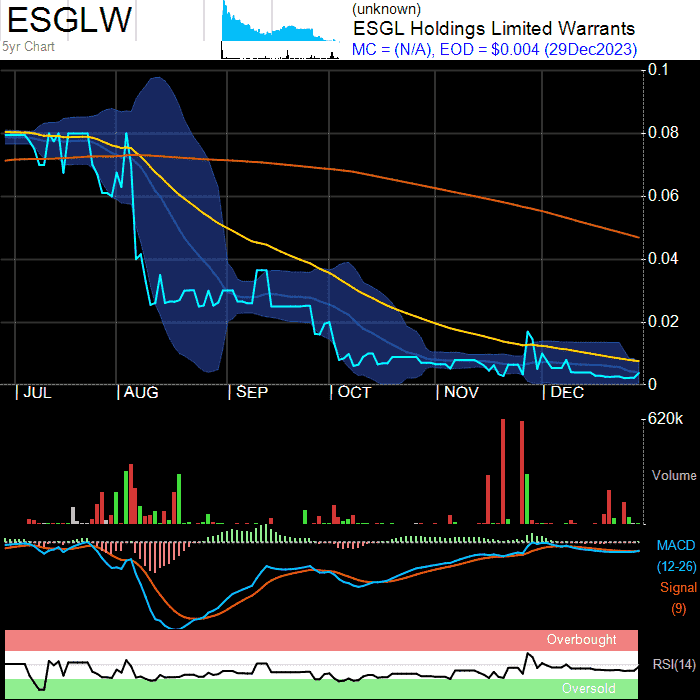 ESGLW
(unknown)
ESGL Holdings Limited Warrants
5yr Chart
MC = (N/A), EOD = $0.004 (29Dec2023)
0.1
0.08
0.06
0.04
0.02
0
JUL AUG SEP OCT NOV DEC
620k
Volume
MACD
(12-26)
Signal
(9)
Overbought
RSI(14)
Oversold